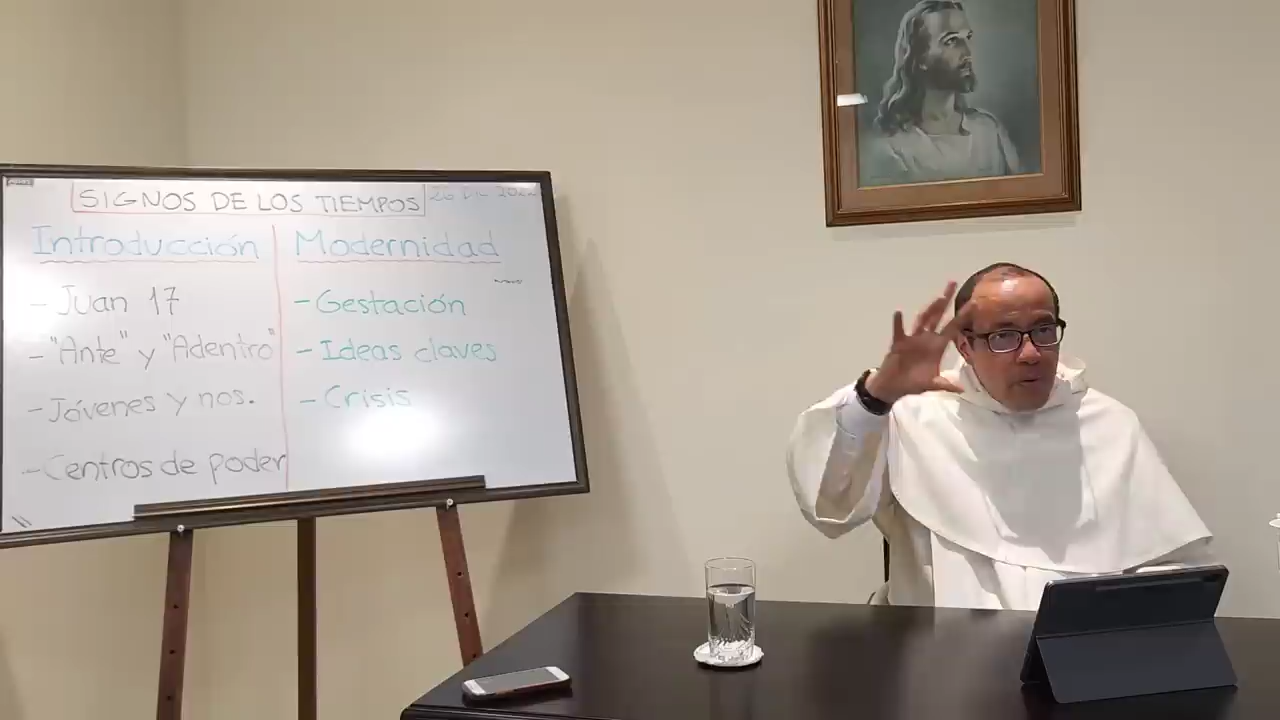 SIGNOS DE LOS TIEMPOS
Introducción
- Juan 17
- "Ante" y "Adentro"
- Jóvenes y nos.
- Centros de poder
Modernidad
- Gestación
- Ideas claves
- Crisis